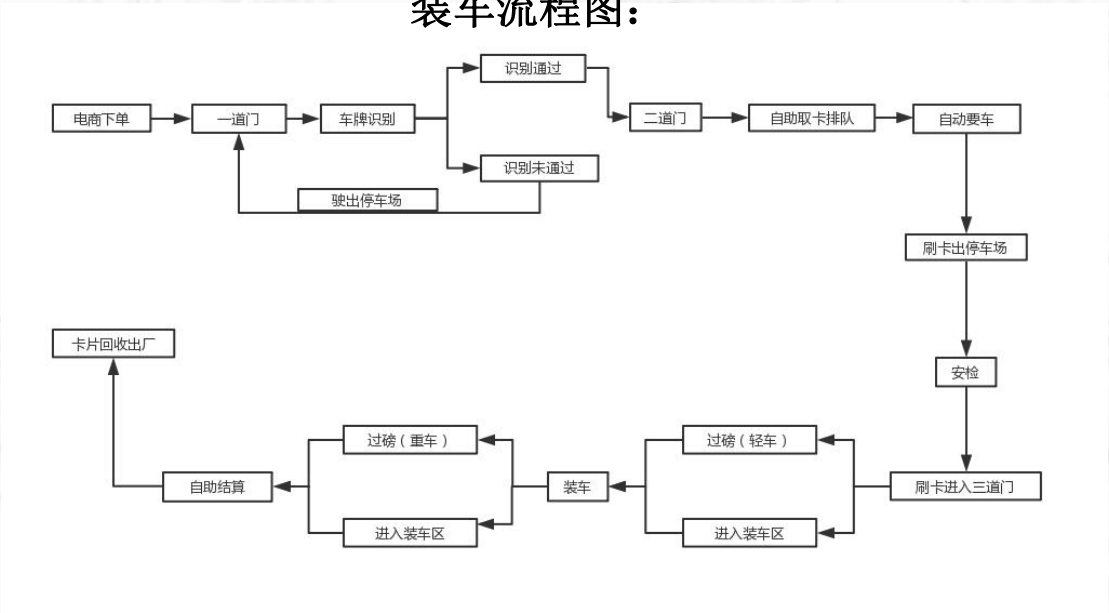 装车流程图：
识别通过
电商下单
一道门
车牌识别
二道门
自助取卡排队
自动要车
识别未通过
驶出停车场
刷卡出停车场
卡片回收出厂
安检
过磅（重车）
过磅（轻车）
自助结算
装车
刷卡进入三道门
进入装车区
进入装车区